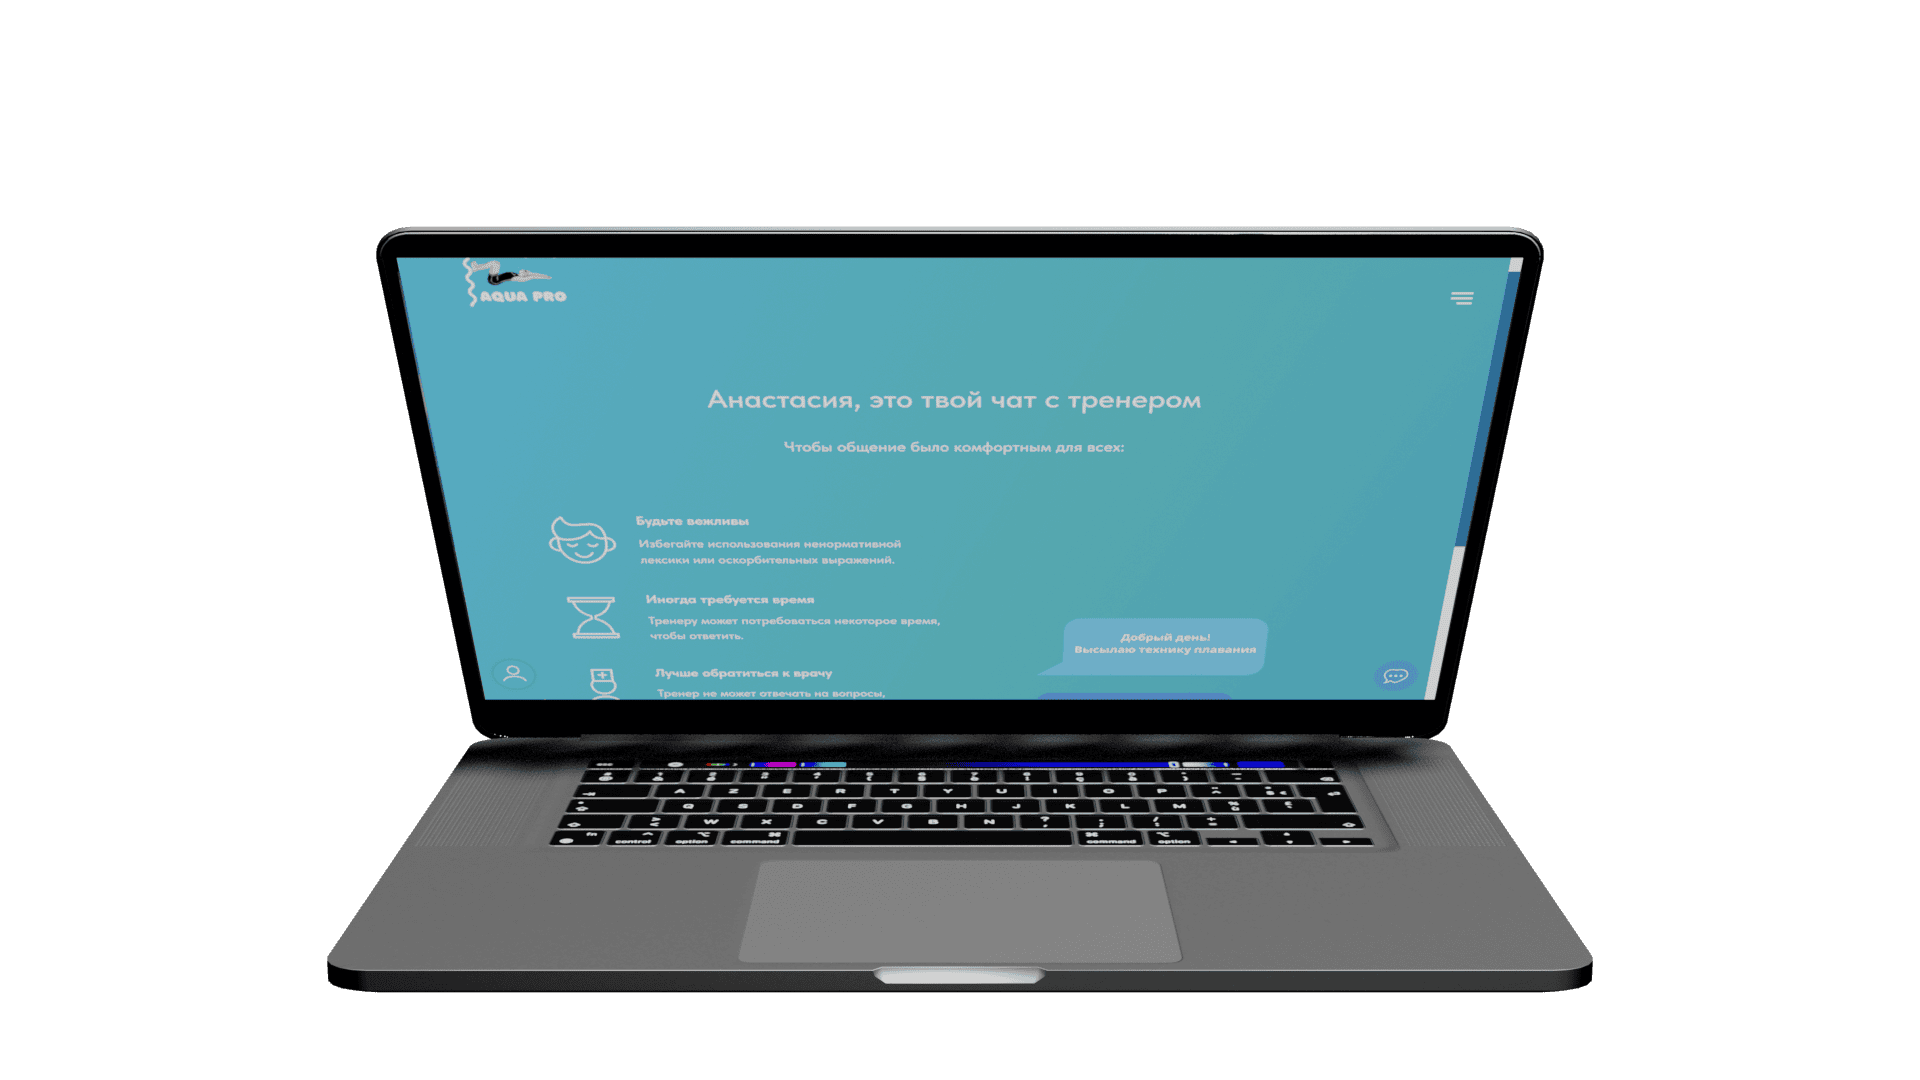 AQUA PRO
Анастасия, это твой чат с тренером
Чтобы общение было комфортным для всех:
Будьте вежливы
Избегайте использования ненормативной
лексики или оскорбительных выражений.
Иногда требуется время
Тренеру может потребоваться некоторое время,
чтобы ответить.
Лучше обратиться к врачу
Тренер не может отвечать на вопросы,
Добрый день!
Высылаю технику плавания
A Z E R T Y U I O P
Q S D F G H J K L M
W X C V B N ? ; / +
fn control option command command option